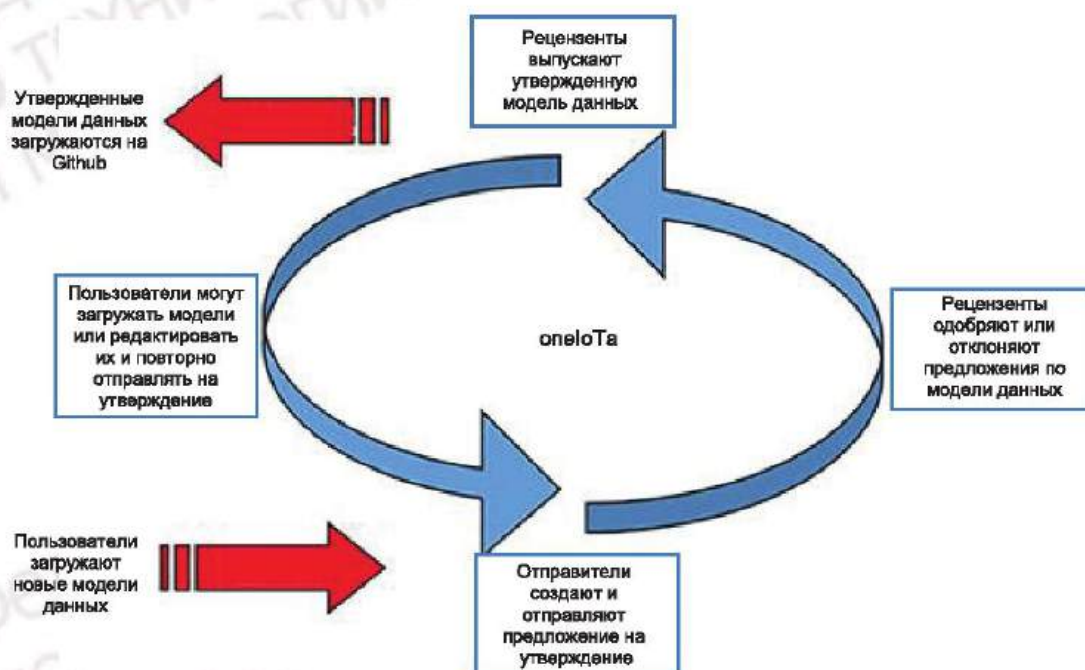 Рецензенты
выпускают
утвержденную
модель данных
Утвержденные
модели данных
загружаются на
Github
Пользователи могут
загружать модели
или редактировать
их и повторно
отправлять на
утверждение
oneIoTa
Рецензенты
одобряют или
отклоняют
предложения по
модели данных
Пользователи
загружают
новые модели
данных
Отправители
создают и
отправляют
предложение на
утверждение